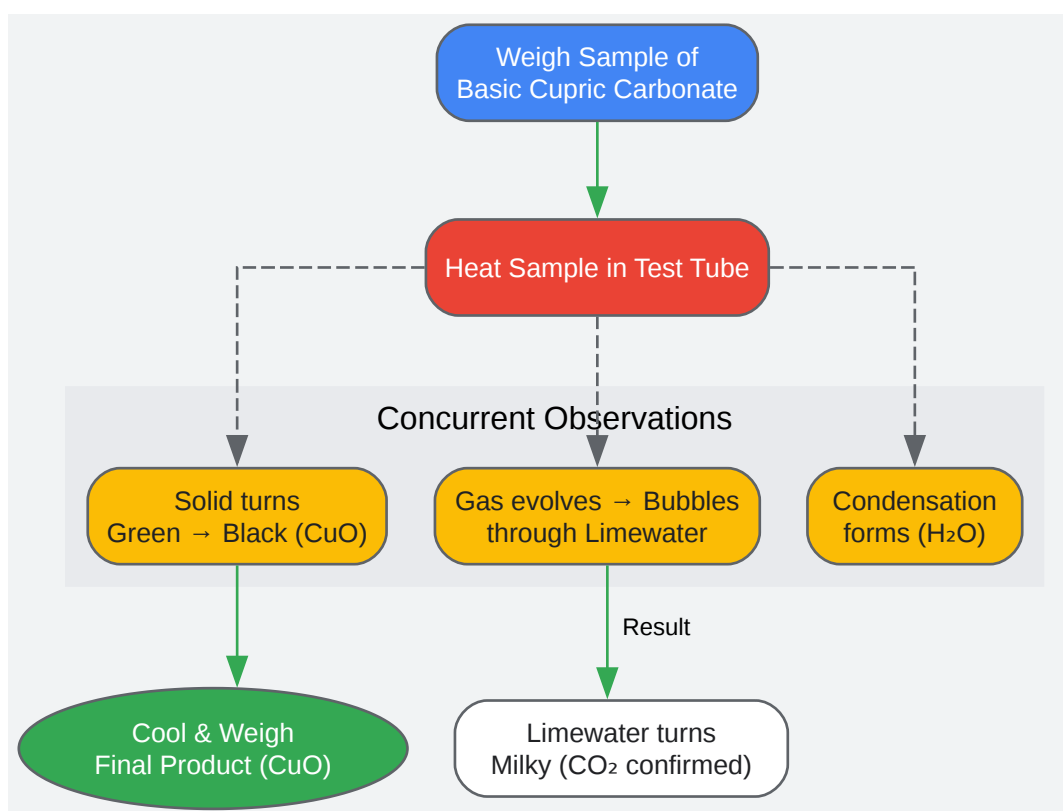 Weigh Sample of
Basic Cupric Carbonate
Heat Sample in Test Tube
Concurrent Observations
Solid turns
Green → Black (CuO)
Gas evolves → Bubbles
through Limewater
Condensation
forms (H₂O)
Result
Cool & Weigh
Final Product (CuO)
Limewater turns
Milky (CO₂ confirmed)